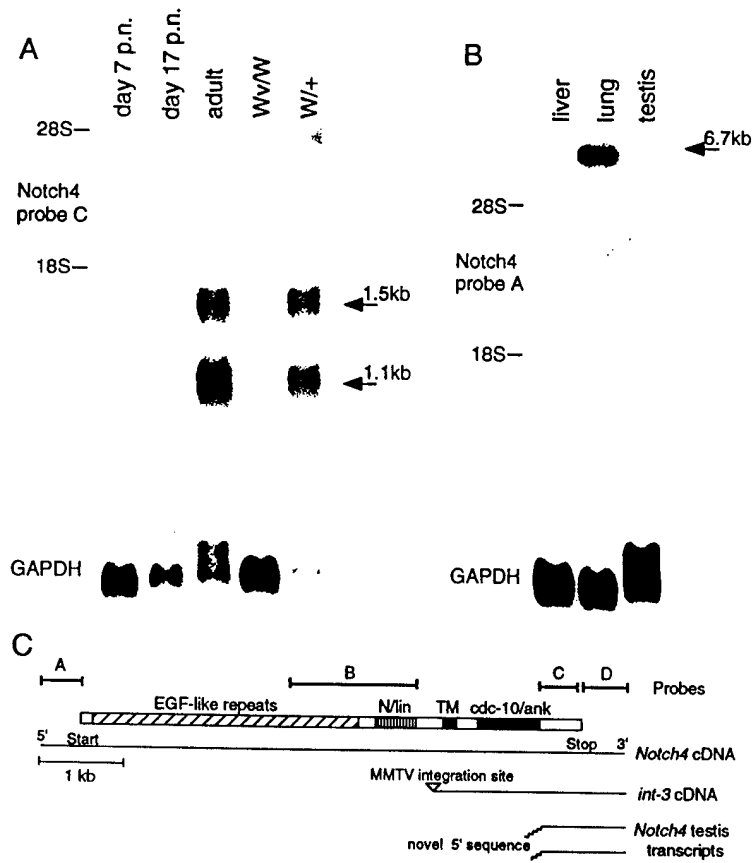 A
day 7 p.n.
day 17 p.n.
adult
Wv/W
W/+
28S
Notch4
probe C
18S
1.5kb
1.1kb
GAPDH
B
liver
lung
testis
6.7kb
28S
Notch4
probe A
18S
GAPDH
C
A
B
C
D
Probes
EGF-like repeats
N/lin
TM
cdc-10/ank
5'
Start
Stop
3'
Notch4 cDNA
1 kb
MMTV integration site
int-3 cDNA
Notch4 testis
novel 5' sequence
transcripts